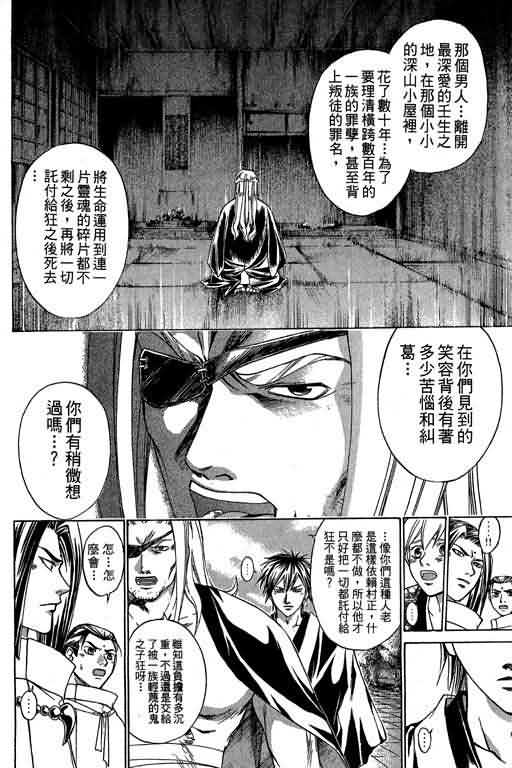 那個男人…離開
最深愛的壬生之
地，在那個小小
的深山小屋裡，
花了數十年…為了
要理清橫跨數百年的
一族的罪孽，甚至背
上叛徒的罪名，
將生命運用到連一
片靈魂的碎片都不
剩之後，再將一切
託付給狂之後死去
…
在你們見到的
笑容背後有著
多少苦惱和糾
葛…
你們有稍微想
過嗎…？
…
…
…
…像你們這種人老
是這樣依賴村正，什
麼都不做，所以他才
只好把一切都託付給
狂不是嗎？
…
雖知道這負擁有多沉
重，不過還是交給
了被一族輕蔑的鬼
之子狂呀…
怎…怎
麼會…
…